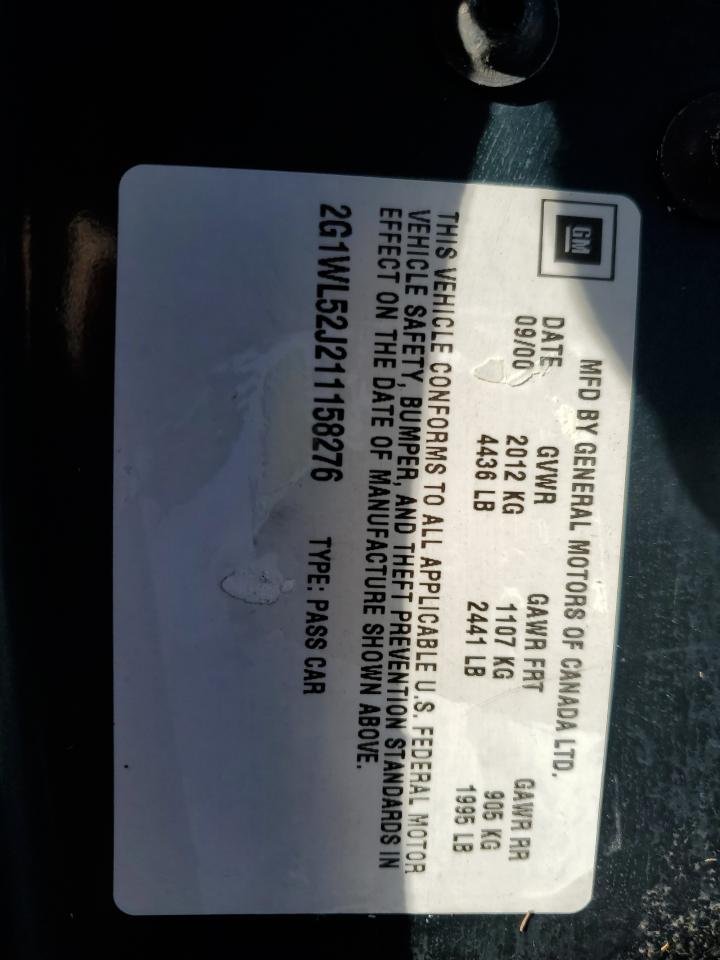 GM
MFD BY GENERAL MOTORS OF CANADA LTD.
DATE GVWR GAWR FRT GAWR RR
09/00 2012 KG 1107 KG 905 KG
4436 LB 2441 LB 1995 LB
THIS VEHICLE CONFORMS TO ALL APPLICABLE U.S. FEDERAL MOTOR
VEHICLE SAFETY, BUMPER, AND THEFT PREVENTION STANDARDS IN
EFFECT ON THE DATE OF MANUFACTURE SHOWN ABOVE.
2G1WL52J211158276 TYPE: PASS CAR